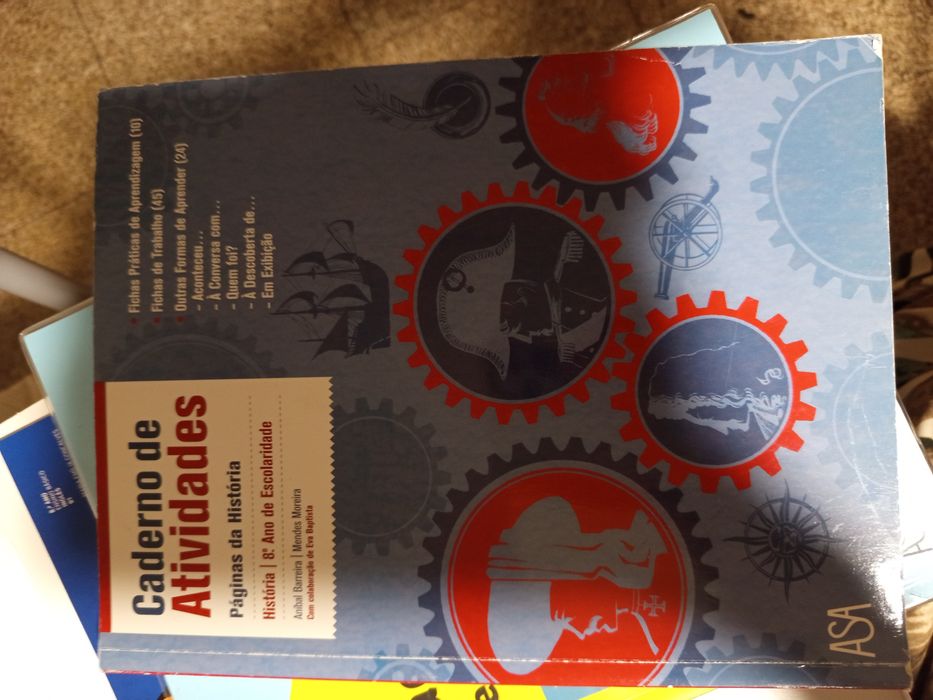 Caderno de
Atividades
Páginas da História
História | 8.º Ano de Escolaridade
Aníbal Barreira | Mendes Moreira
Com colaboração de Eva Baptista
• Fichas Práticas de Aprendizagem (10)
• Fichas de Trabalho (45)
• Outras Formas de Aprender (24)
- Aconteceu...
- À Conversa com...
- Quem foi?
- À Descoberta de...
- Em Exibição
ASA